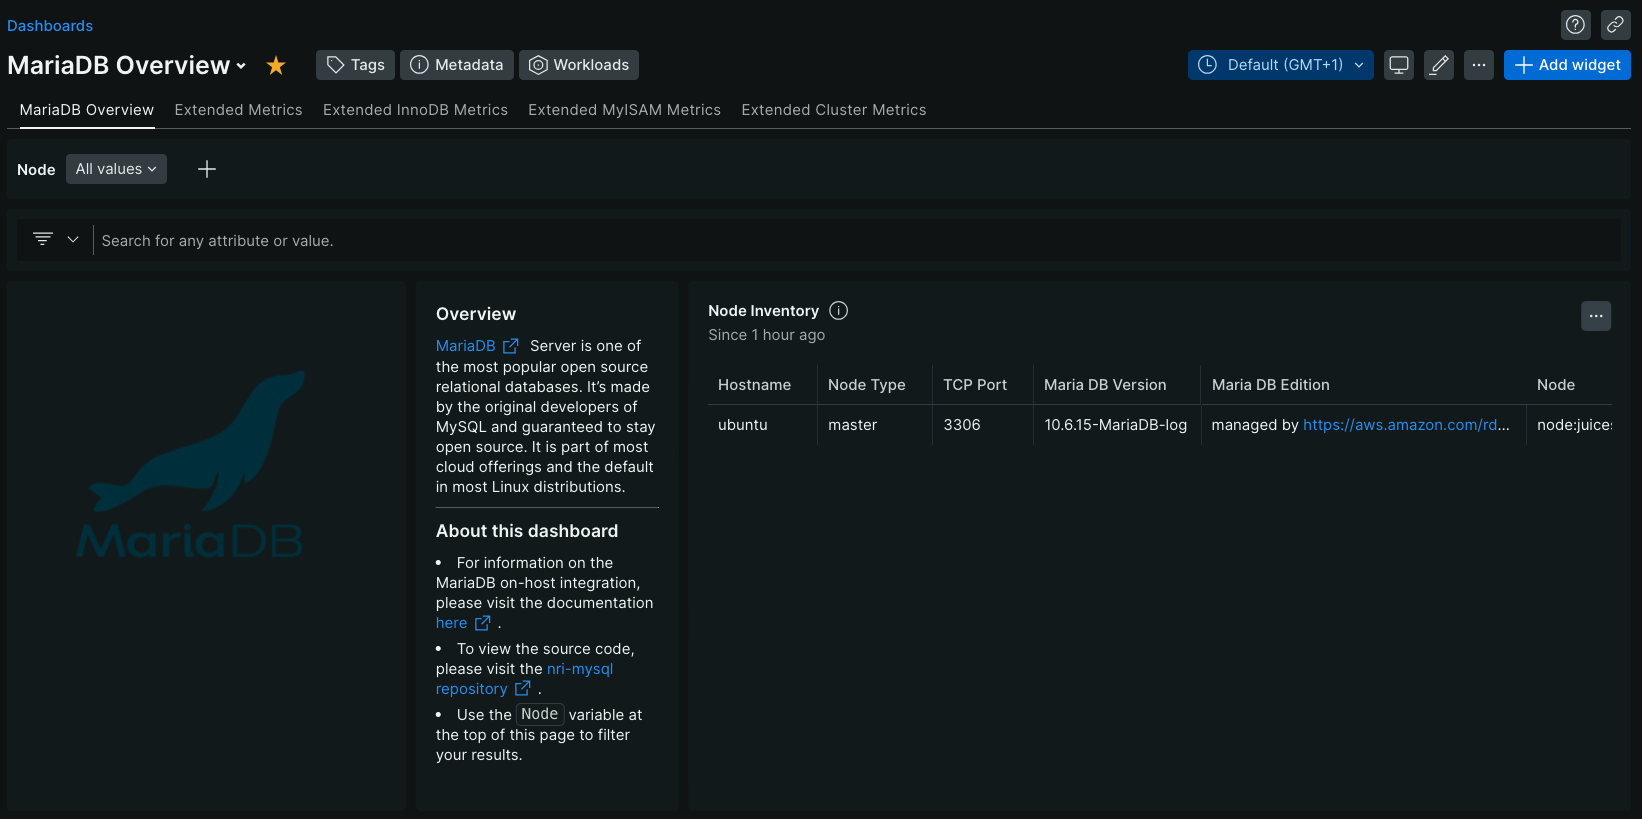 Dashboards
MariaDB Overview
Tags
Metadata
Workloads
Default (GMT+1)
Add widget
MariaDB Overview
Extended Metrics
Extended InnoDB Metrics
Extended MyISAM Metrics
Extended Cluster Metrics
Node
All values
Search for any attribute or value.
MariaDB
Overview
MariaDB Server is one of
the most popular open source
relational databases. It’s made
by the original developers of
MySQL and guaranteed to stay
open source. It is part of most
cloud offerings and the default
in most Linux distributions.
About this dashboard
• For information on the
MariaDB on-host integration,
please visit the documentation
here .
• To view the source code,
please visit the nri-mysql
repository .
• Use the Node variable at
the top of this page to filter
your results.
Node Inventory
Since 1 hour ago
Hostname Node Type TCP Port Maria DB Version Maria DB Edition Node
ubuntu master 3306 10.6.15-MariaDB-log managed by https://aws.amazon.com/rd... node:juice